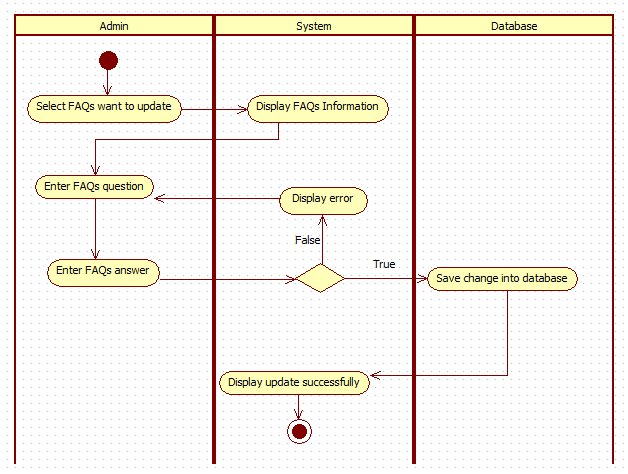 Admin
System
Database
Select FAQs want to update
Display FAQs Information
Enter FAQs question
Display error
False
Enter FAQs answer
True
Save change into database
Display update successfully